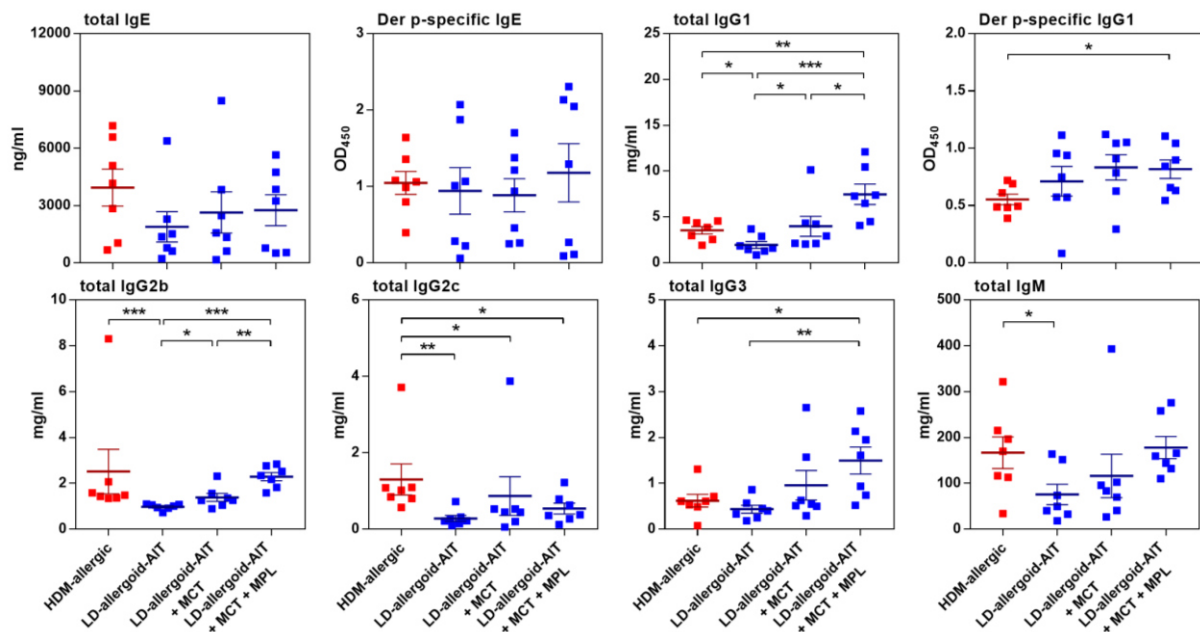 total IgE
Der p-specific IgE
total IgG1
Der p-specific IgG1
12000
9000
6000
3000
0
ng/ml
3
2
1
0
OD450
25
20
15
10
5
0
mg/ml
2.0
1.5
1.0
0.5
0.0
OD450
**
*
***
*
*
*
total IgG2b
total IgG2c
total IgG3
total IgM
10
8
6
4
2
0
mg/ml
6
4
2
0
mg/ml
5
4
3
2
1
0
mg/ml
500
400
300
200
100
0
mg/ml
***
***
*
**
*
*
**
*
**
*
HDM-allergic
LD-allergoid-AIT
LD-allergoid-AIT
+ MCT
LD-allergoid-AIT
+ MCT + MPL
HDM-allergic
LD-allergoid-AIT
LD-allergoid-AIT
+ MCT
LD-allergoid-AIT
+ MCT + MPL
HDM-allergic
LD-allergoid-AIT
LD-allergoid-AIT
+ MCT
LD-allergoid-AIT
+ MCT + MPL
HDM-allergic
LD-allergoid-AIT
LD-allergoid-AIT
+ MCT
LD-allergoid-AIT
+ MCT + MPL